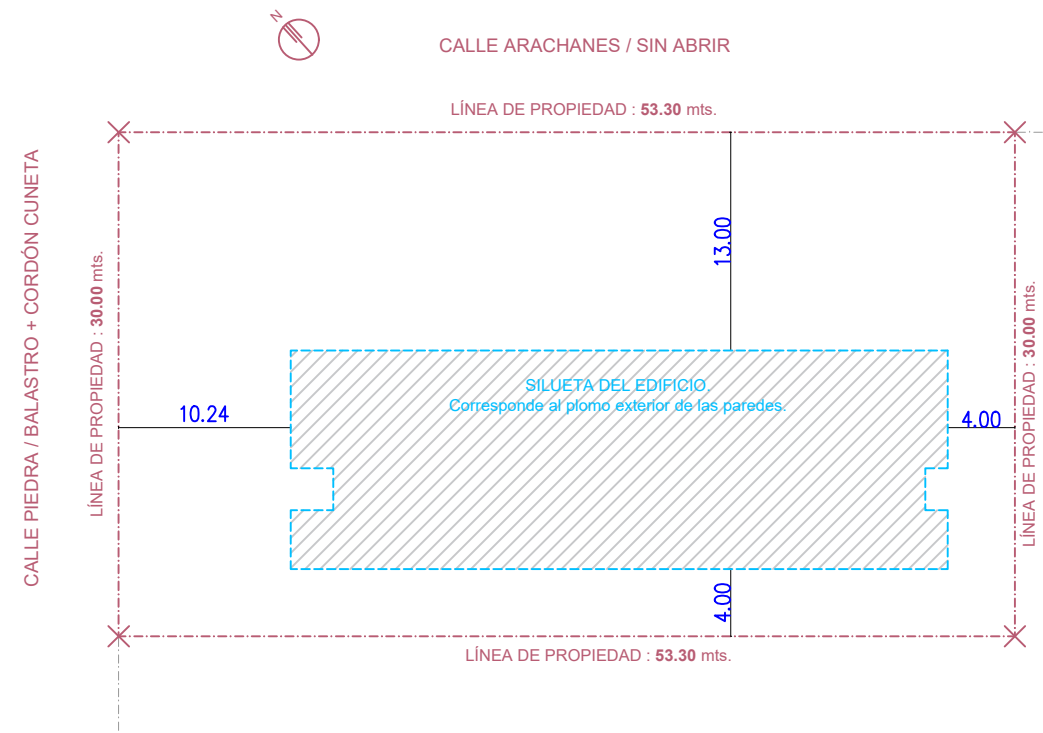 N
CALLE ARACHANES / SIN ABRIR
LÍNEA DE PROPIEDAD : 53.30 mts.
CALLE PIEDRA / BALASTRO + CORDÓN CUNETA
LÍNEA DE PROPIEDAD : 30.00 mts.
13.00
SILUETA DEL EDIFICIO.
Corresponde al plomo exterior de las paredes.
10.24
4.00
LÍNEA DE PROPIEDAD : 30.00 mts.
4.00
LÍNEA DE PROPIEDAD : 53.30 mts.